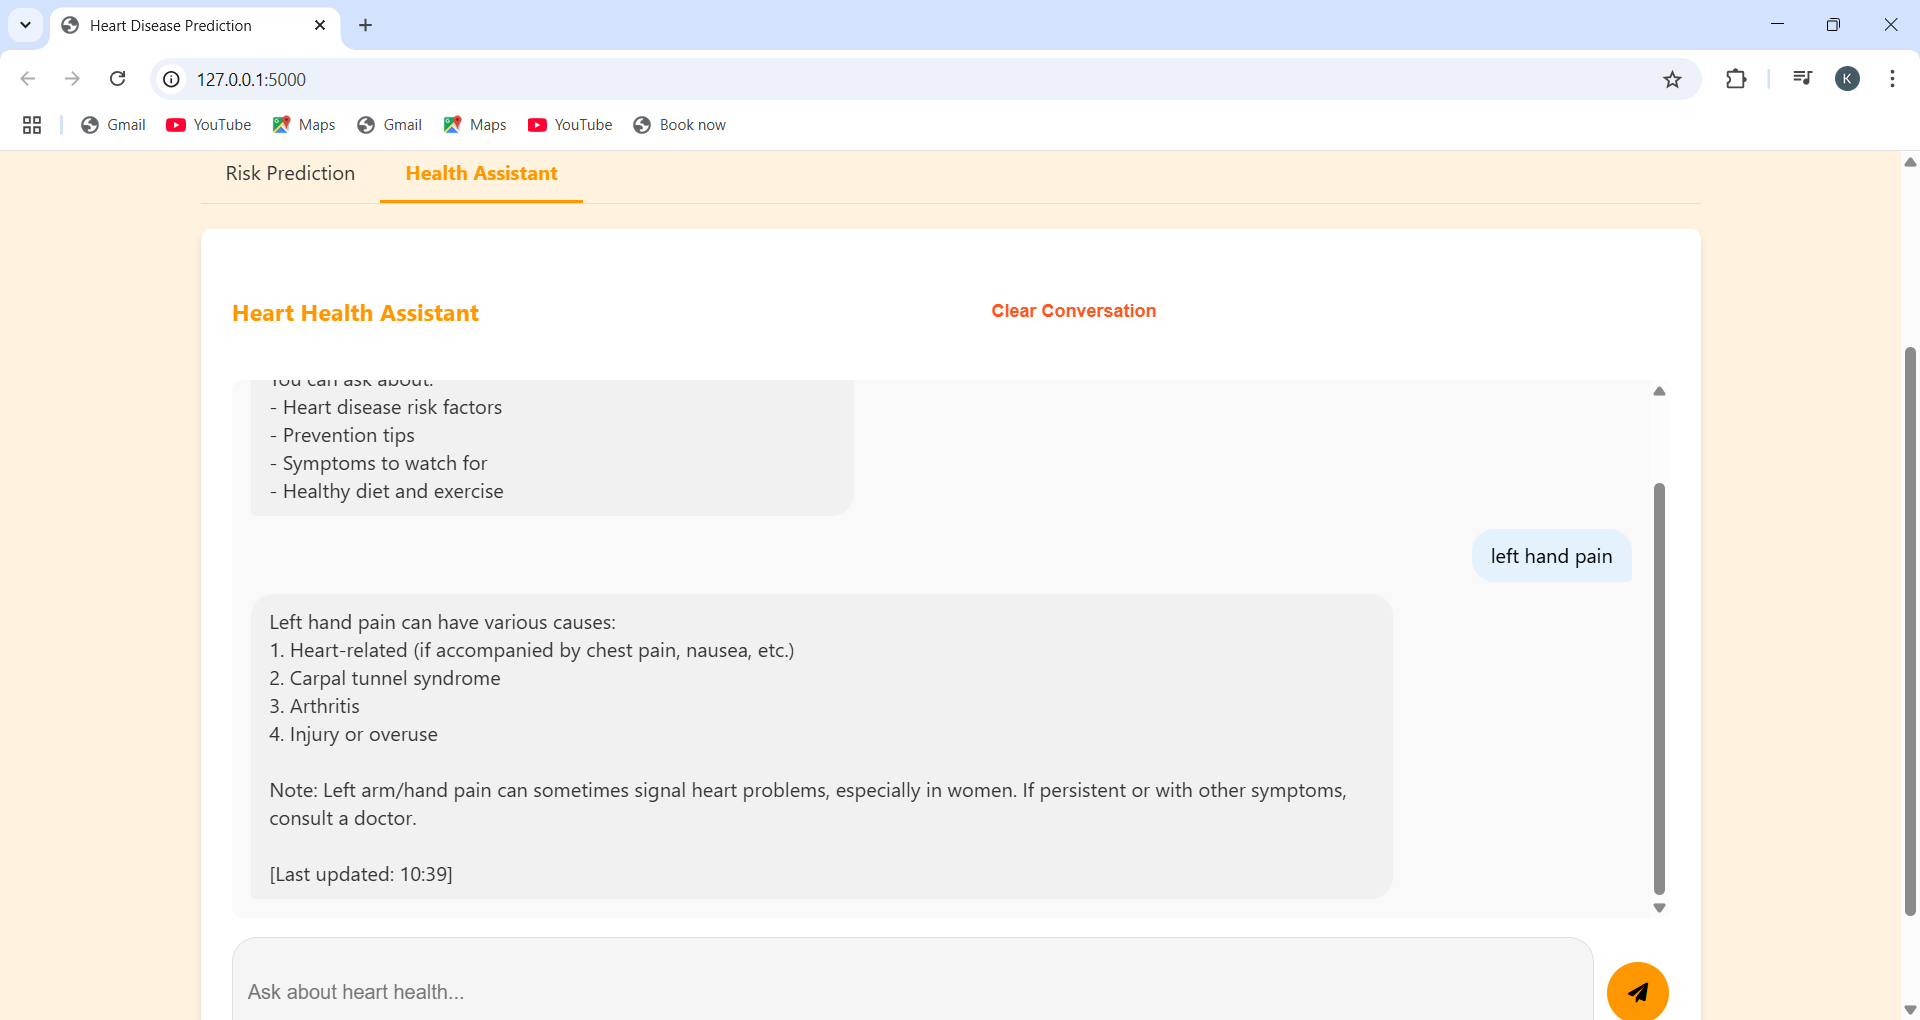 Heart Disease Prediction
127.0.0.1:5000
K
Gmail YouTube Maps Gmail Maps YouTube Book now
Risk Prediction Health Assistant
Heart Health Assistant Clear Conversation
You can ask about:
- Heart disease risk factors
- Prevention tips
- Symptoms to watch for
- Healthy diet and exercise
left hand pain
Left hand pain can have various causes:
1. Heart-related (if accompanied by chest pain, nausea, etc.)
2. Carpal tunnel syndrome
3. Arthritis
4. Injury or overuse
Note: Left arm/hand pain can sometimes signal heart problems, especially in women. If persistent or with other symptoms,
consult a doctor.
[Last updated: 10:39]
Ask about heart health...